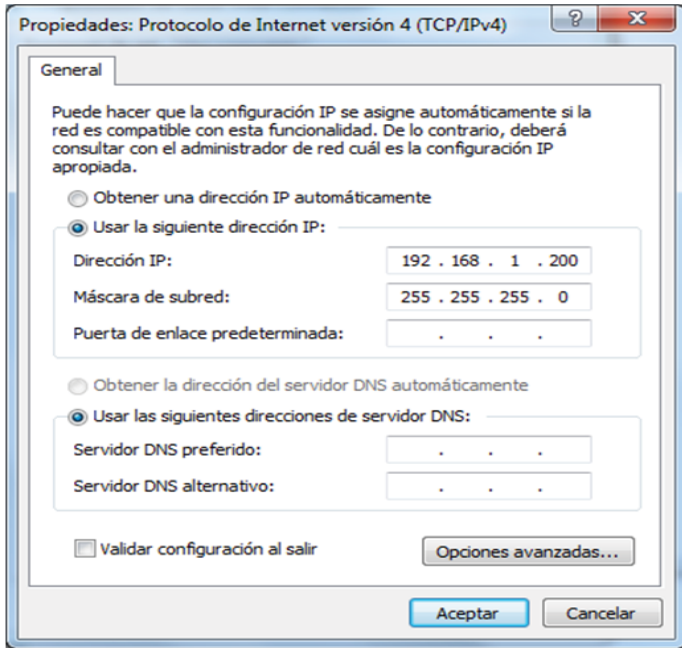 Propiedades: Protocolo de Internet versión 4 (TCP/IPv4)
General
Puede hacer que la configuración IP se asigne automáticamente si la
red es compatible con esta funcionalidad. De lo contrario, deberá
consultar con el administrador de red cuál es la configuración IP
apropiada.
Obtener una dirección IP automáticamente
Usar la siguiente dirección IP:
Dirección IP: 192 . 168 . 1 . 200
Máscara de subred: 255 . 255 . 255 . 0
Puerta de enlace predeterminada: . . .
Obtener la dirección del servidor DNS automáticamente
Usar las siguientes direcciones de servidor DNS:
Servidor DNS preferido: . . .
Servidor DNS alternativo: . . .
Validar configuración al salir Opciones avanzadas...
Aceptar Cancelar